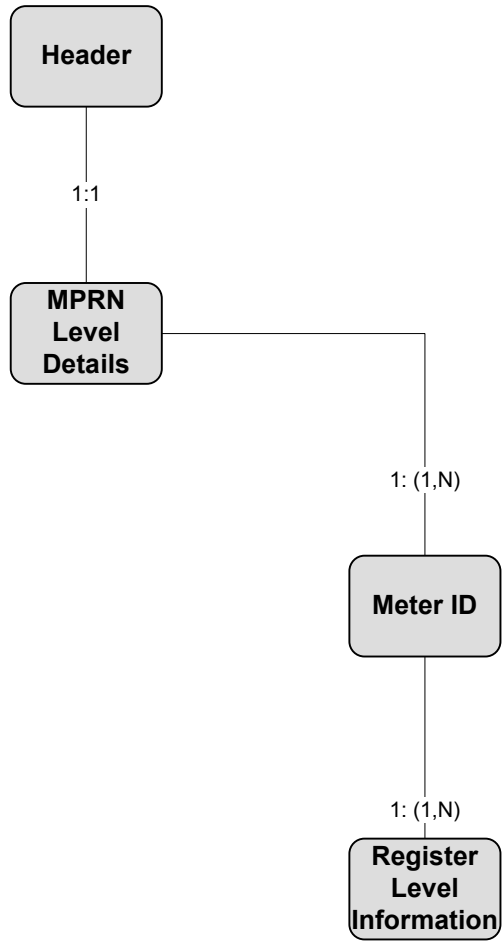 Header
1:1
MPRN
Level
Details
1: (1,N)
Meter ID
1: (1,N)
Register
Level
Information